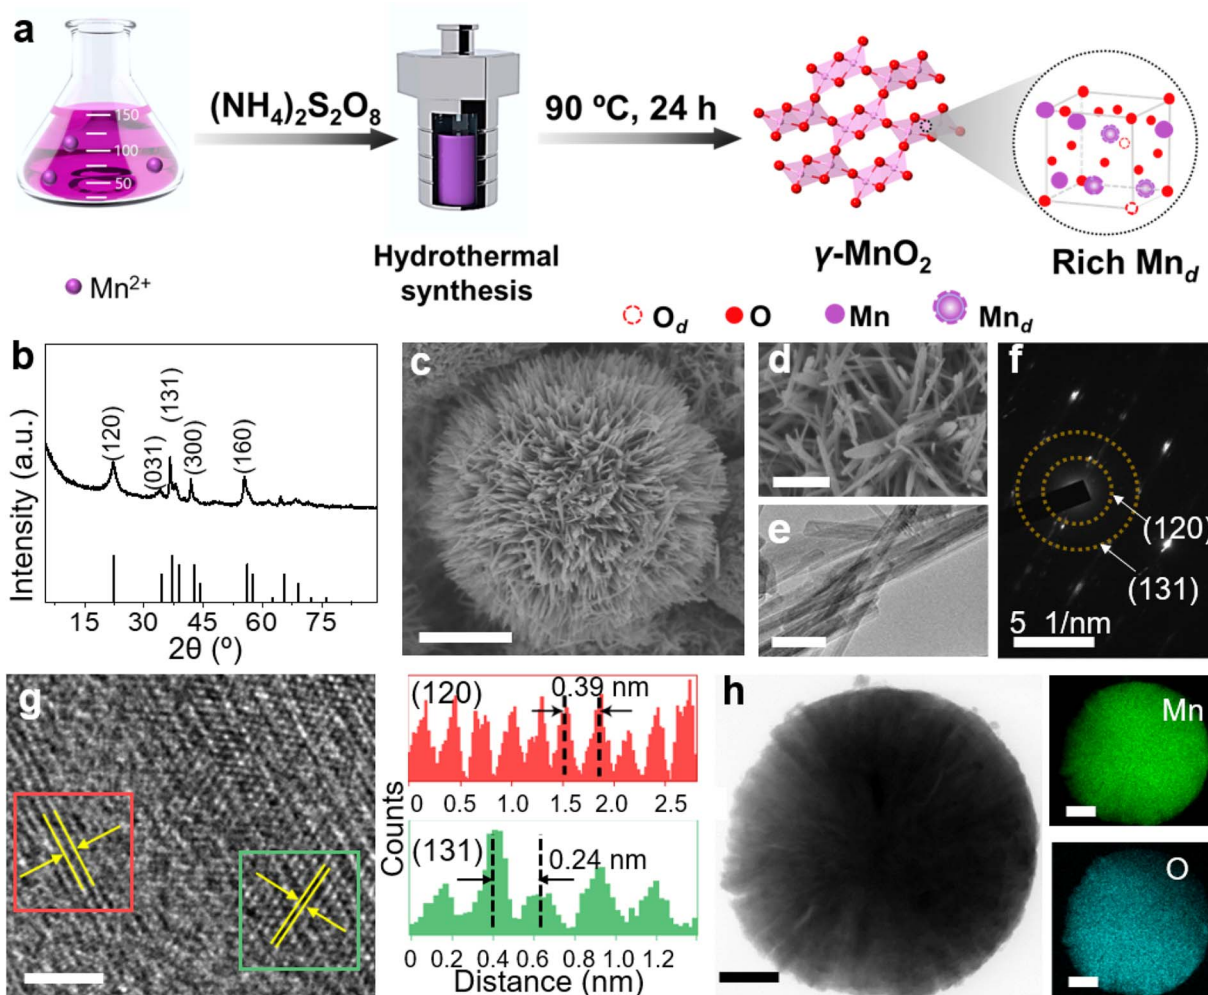 a
150
100
50
Mn²⁺
(NH₄)₂S₂O₈
Hydrothermal
synthesis
90 ºC, 24 h
γ-MnO₂
Rich Mn_d
O_d
O
Mn
Mn_d
b
Intensity (a.u.)
(120)
(031)
(131)
(300)
(160)
15 30 45 60 75
2θ (º)
c
d
e
f
(120)
(131)
5 1/nm
g
Counts
(120)
0.39 nm
0 0.5 1.0 1.5 2.0 2.5
(131)
0.24 nm
0 0.2 0.4 0.6 0.8 1.0 1.2
Distance (nm)
h
Mn
O